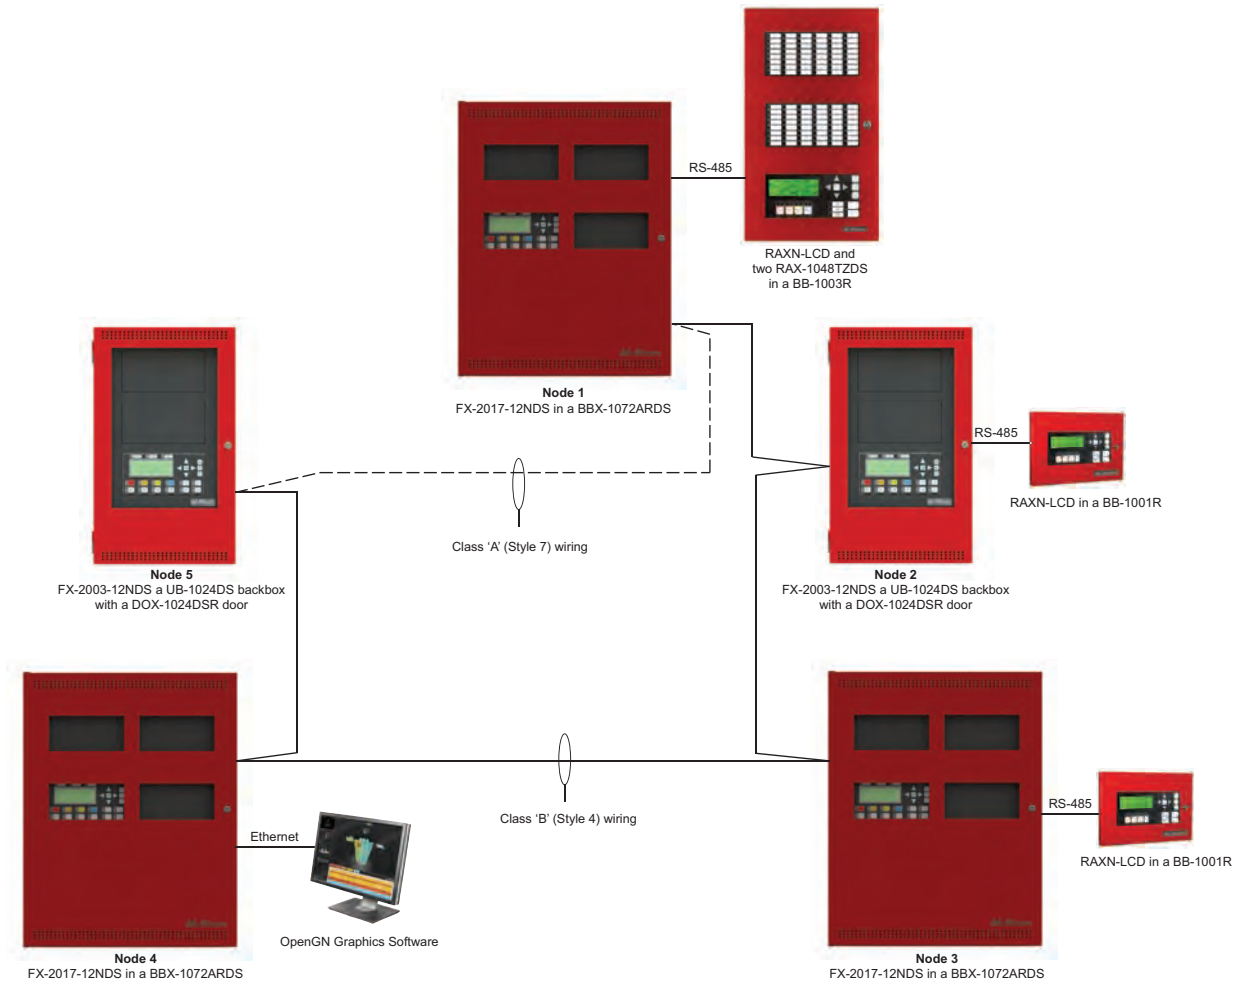 RS-485
RAXN-LCD and
two RAX-1048TZDS
in a BB-1003R
Node 1
FX-2017-12NDS in a BBX-1072ARDS
RS-485
RAXN-LCD in a BB-1001R
Class ‘A’ (Style 7) wiring
Node 5
FX-2003-12NDS a UB-1024DS backbox
with a DOX-1024DSR door
Node 2
FX-2003-12NDS a UB-1024DS backbox
with a DOX-1024DSR door
Class ‘B’ (Style 4) wiring
RS-485
RAXN-LCD in a BB-1001R
Ethernet
OpenGN Graphics Software
Node 4
FX-2017-12NDS in a BBX-1072ARDS
Node 3
FX-2017-12NDS in a BBX-1072ARDS